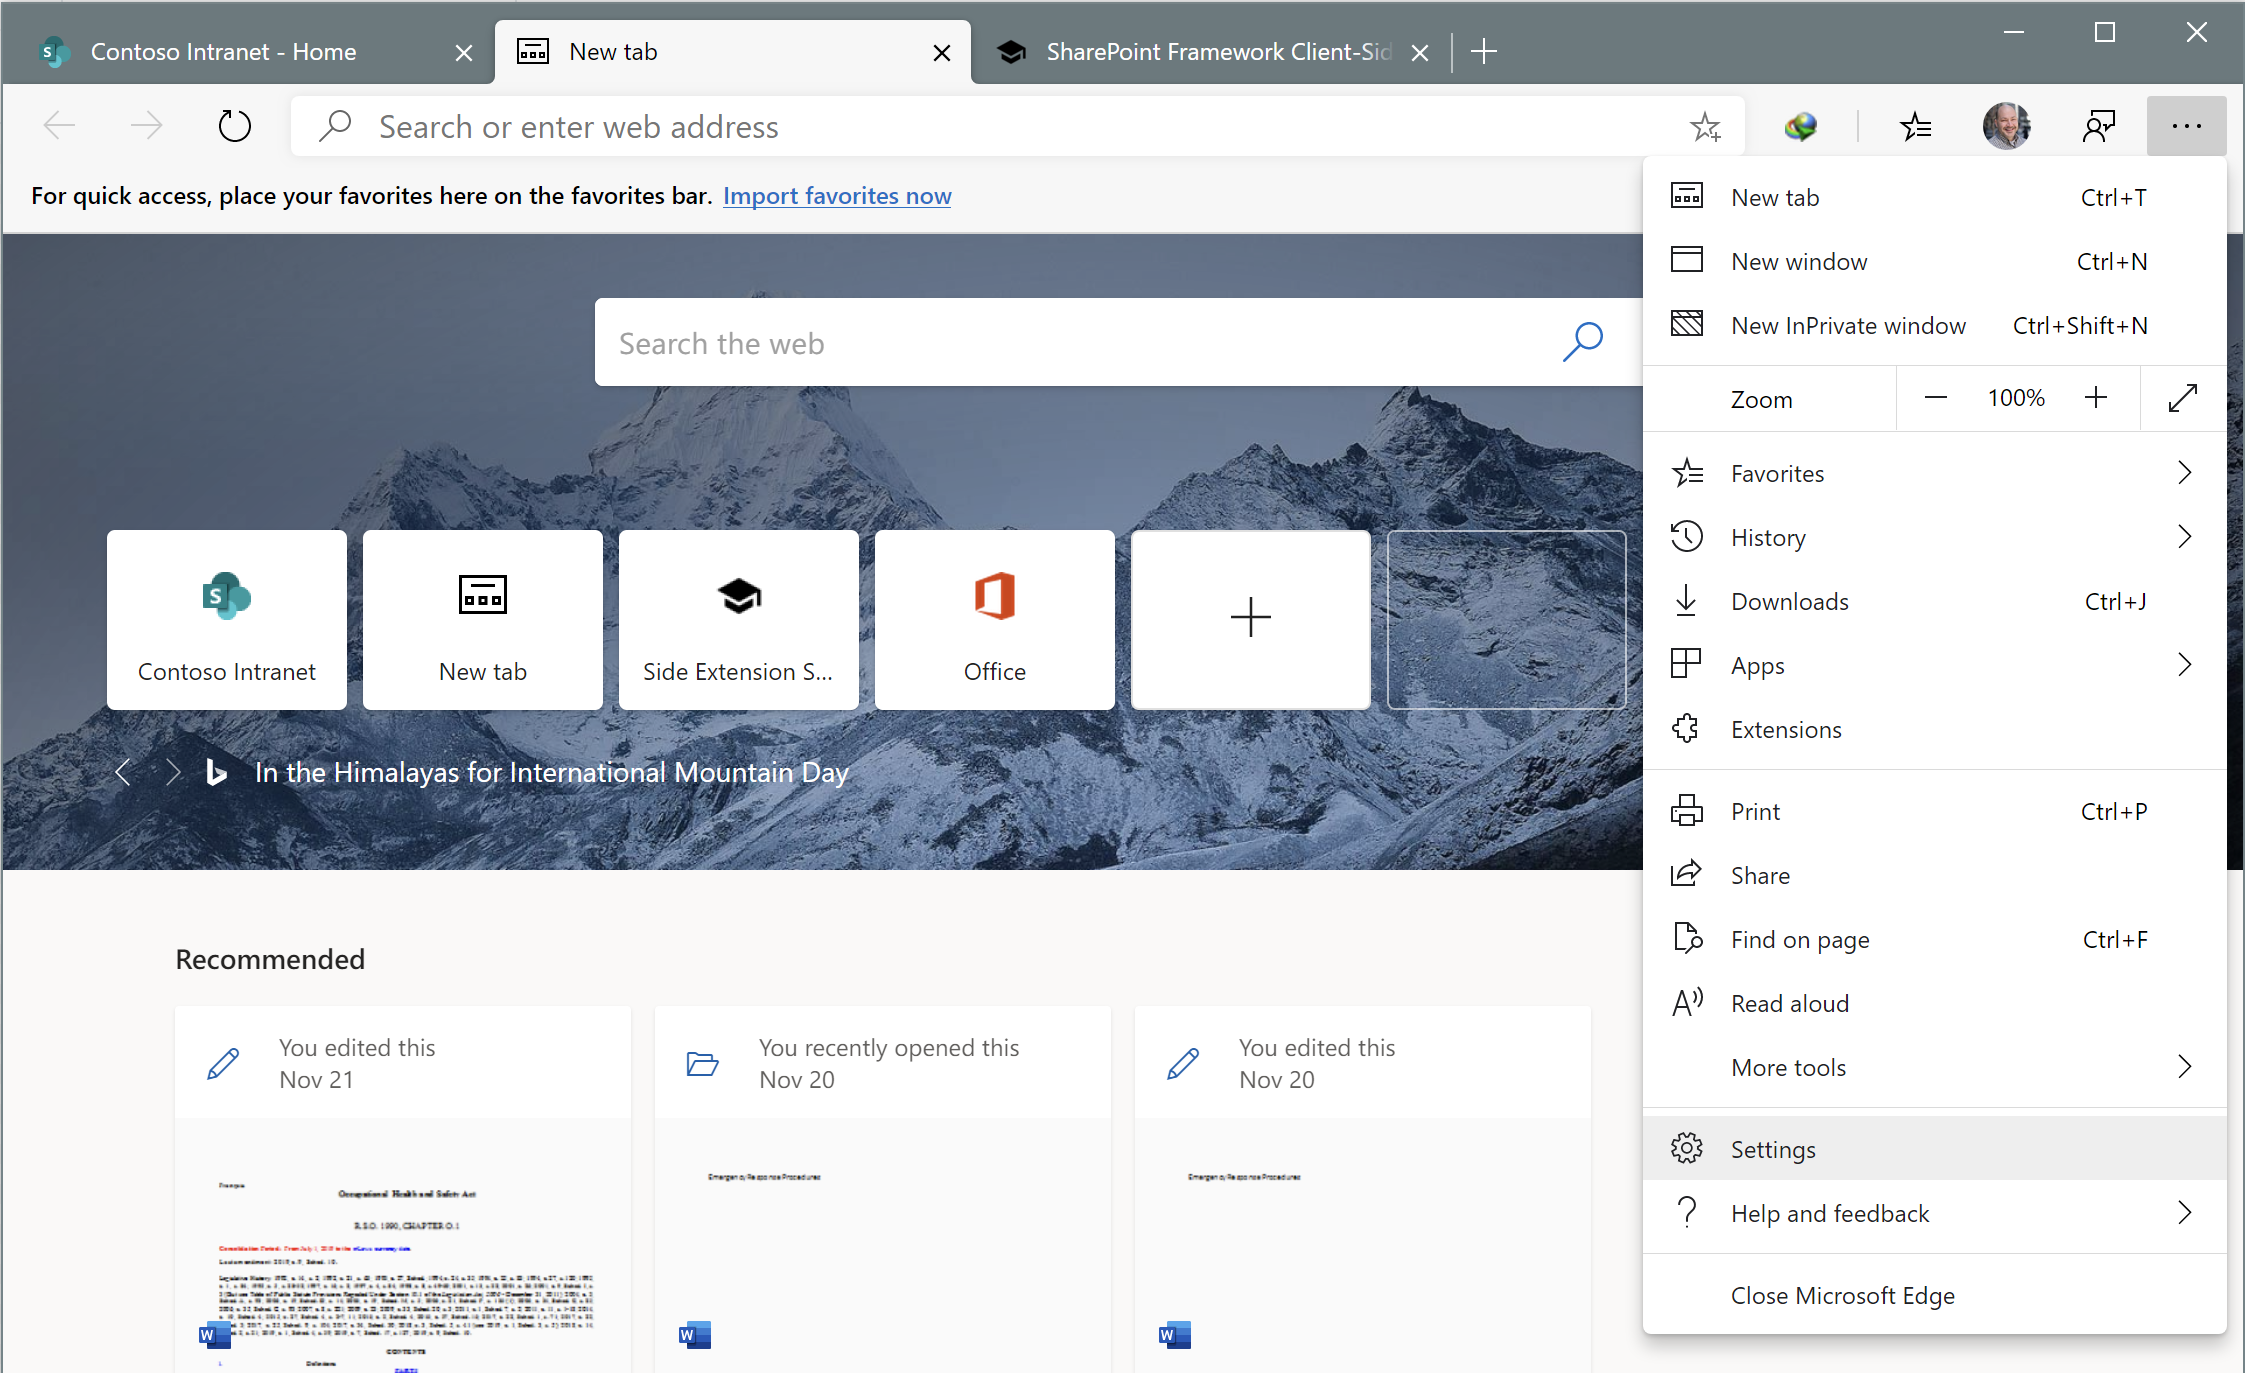 Contoso Intranet - Home
New tab
SharePoint Framework Client-Sid
Search or enter web address
For quick access, place your favorites here on the favorites bar. Import favorites now
Search the web
Contoso Intranet
New tab
Side Extension S...
Office
In the Himalayas for International Mountain Day
Recommended
You edited this
Nov 21
You recently opened this
Nov 20
You edited this
Nov 20
Français
Occupational Health and Safety Act
R.S.O. 1990, CHAPTER O.1
CONTENTS
Definitions
PART I
Emergency Response Procedures
Emergency Response Procedures
New tab Ctrl+T
New window Ctrl+N
New InPrivate window Ctrl+Shift+N
Zoom 100%
Favorites
History
Downloads Ctrl+J
Apps
Extensions
Print Ctrl+P
Share
Find on page Ctrl+F
Read aloud
More tools
Settings
Help and feedback
Close Microsoft Edge